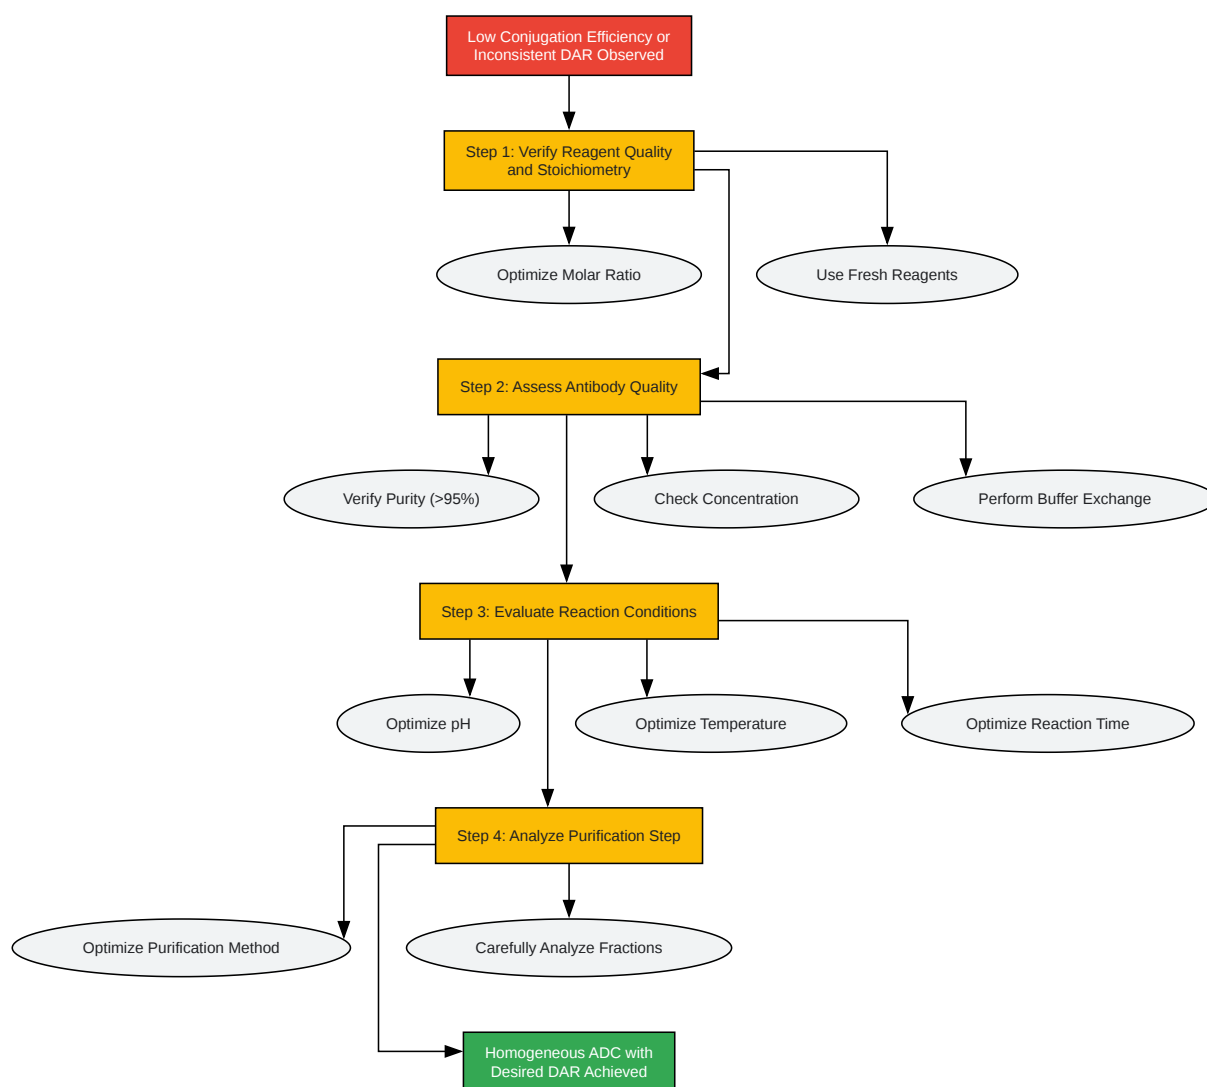 Low Conjugation Efficiency or
Inconsistent DAR Observed
Step 1: Verify Reagent Quality
and Stoichiometry
Optimize Molar Ratio
Use Fresh Reagents
Step 2: Assess Antibody Quality
Verify Purity (>95%)
Check Concentration
Perform Buffer Exchange
Step 3: Evaluate Reaction Conditions
Optimize pH
Optimize Temperature
Optimize Reaction Time
Step 4: Analyze Purification Step
Optimize Purification Method
Carefully Analyze Fractions
Homogeneous ADC with
Desired DAR Achieved